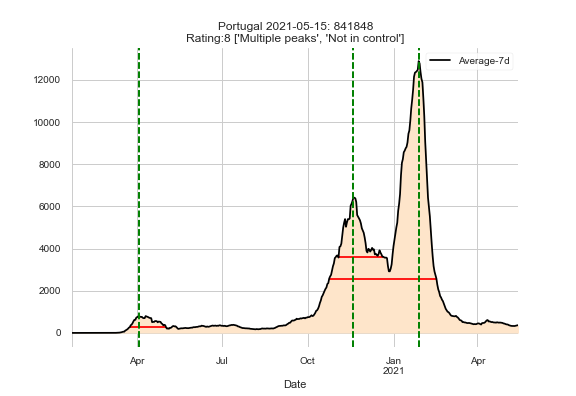 Portugal 2021-05-15: 841848
Rating:8 ['Multiple peaks', 'Not in control']
Average-7d
12000
10000
8000
6000
4000
2000
0
Apr
Jul
Oct
Jan
2021
Apr
Date